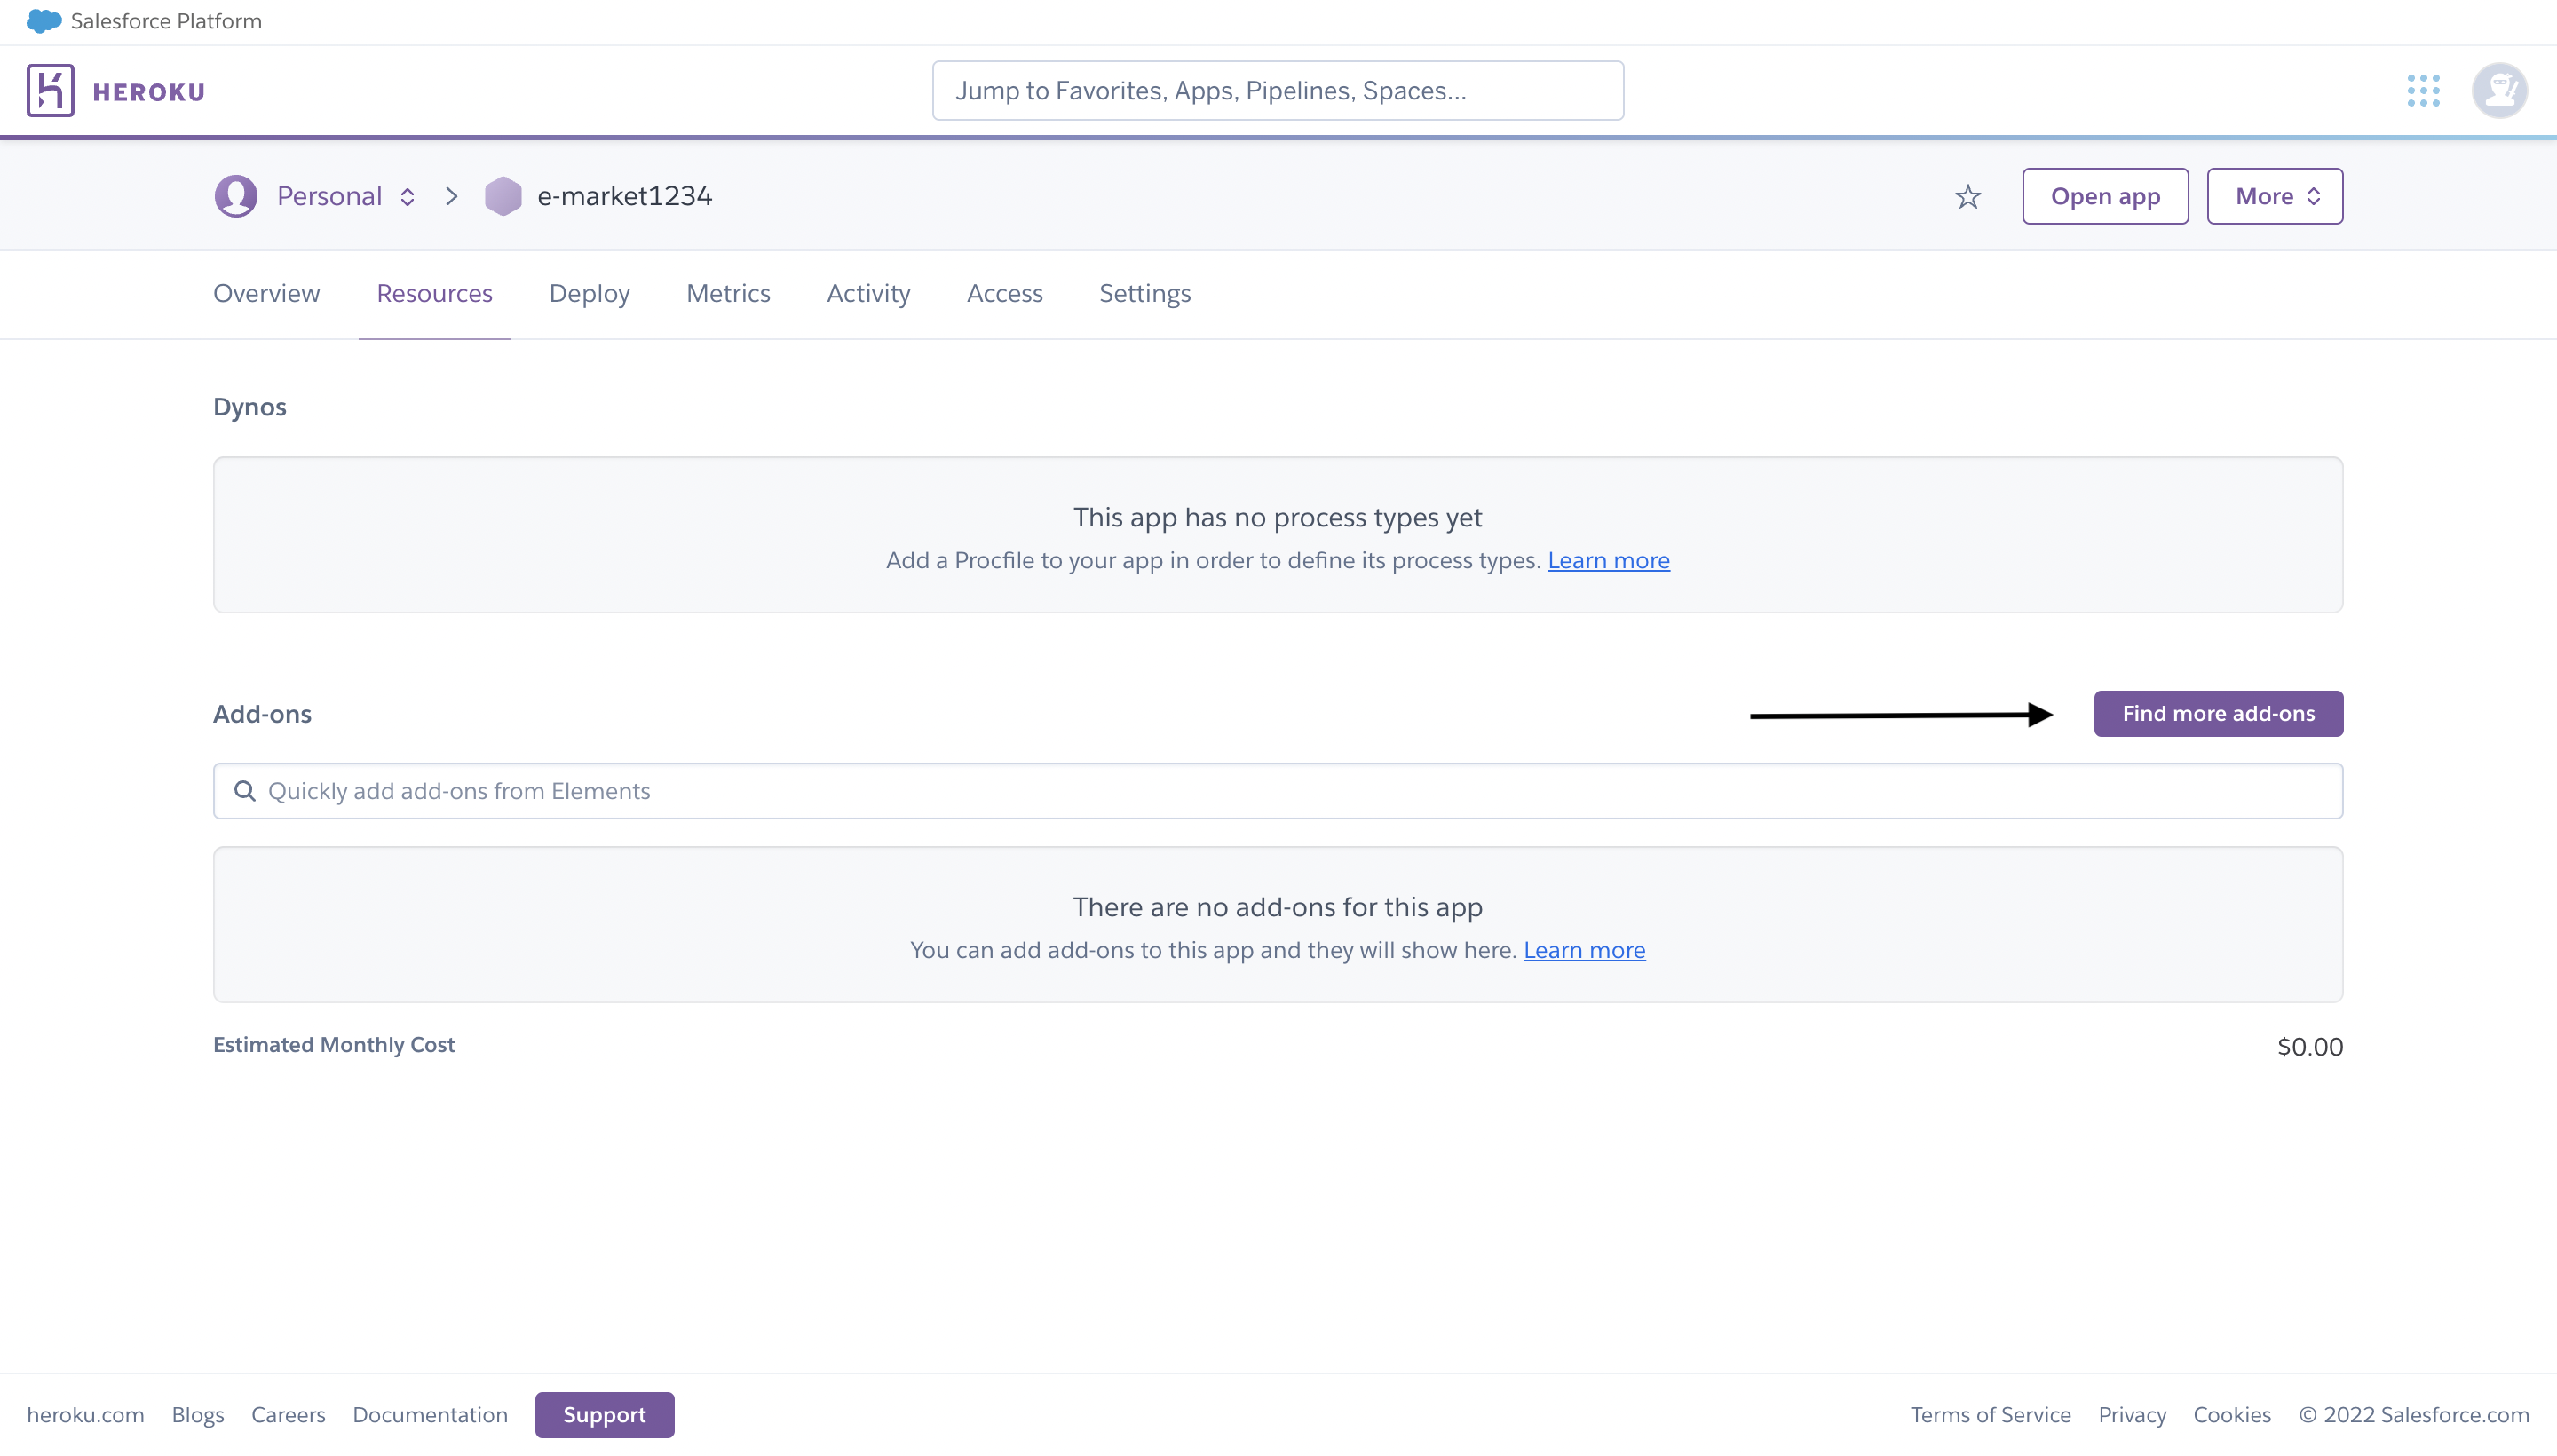 Salesforce Platform
HEROKU
Jump to Favorites, Apps, Pipelines, Spaces...
Personal e-market1234
Open app More
Overview Resources Deploy Metrics Activity Access Settings
Dynos
This app has no process types yet
Add a Procfile to your app in order to define its process types. Learn more
Add-ons
Find more add-ons
Quickly add add-ons from Elements
There are no add-ons for this app
You can add add-ons to this app and they will show here. Learn more
Estimated Monthly Cost $0.00
heroku.com Blogs Careers Documentation Support Terms of Service Privacy Cookies © 2022 Salesforce.com